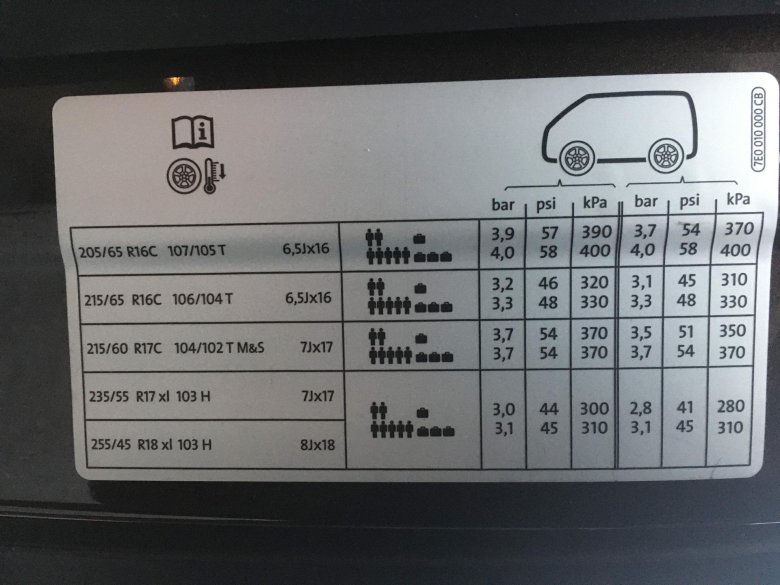 i
7E0 010 000 CB
bar psi kPa bar psi kPa
205/65 R16C 107/105 T 6,5Jx16
3,9 57 390 3,7 54 370
4,0 58 400 4,0 58 400
215/65 R16C 106/104 T 6,5Jx16
3,2 46 320 3,1 45 310
3,3 48 330 3,3 48 330
215/60 R17C 104/102 T M&S 7Jx17
3,7 54 370 3,5 51 350
3,7 54 370 3,7 54 370
235/55 R17 xl 103 H 7Jx17
255/45 R18 xl 103 H 8Jx18
3,0 44 300 2,8 41 280
3,1 45 310 3,1 45 310